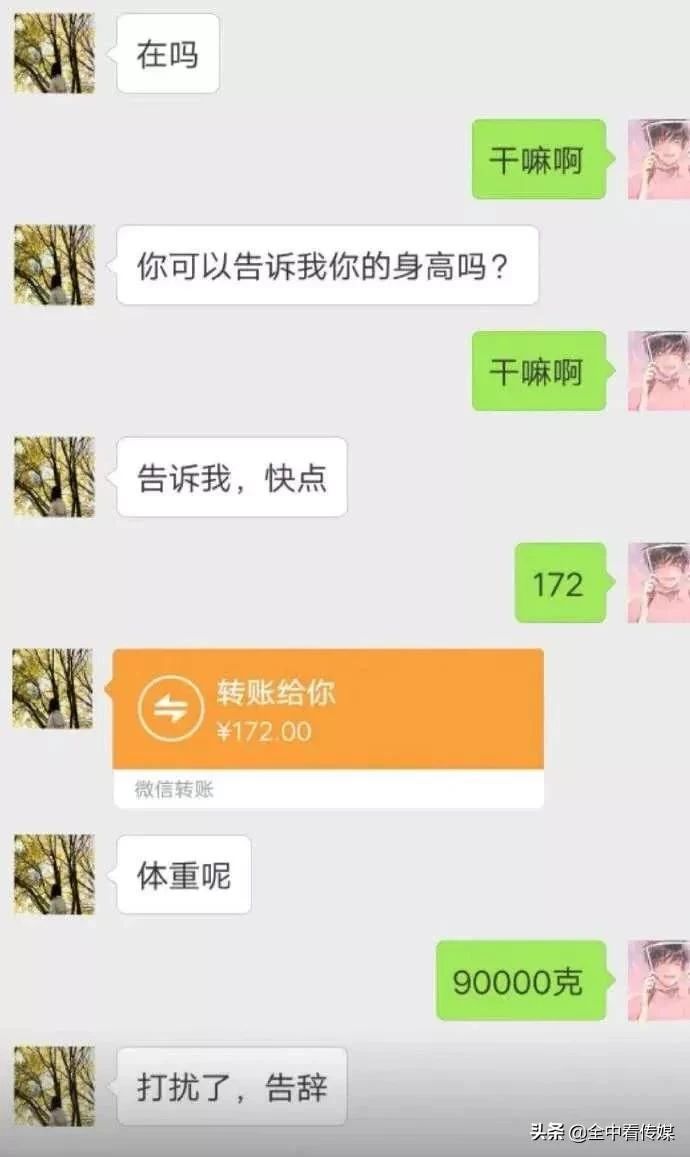 在吗
干嘛啊
你可以告诉我你的身高吗？
干嘛啊
告诉我，快点
172
转账给你
¥172.00
微信转账
体重呢
90000克
打扰了，告辞
头条 @全中看传媒